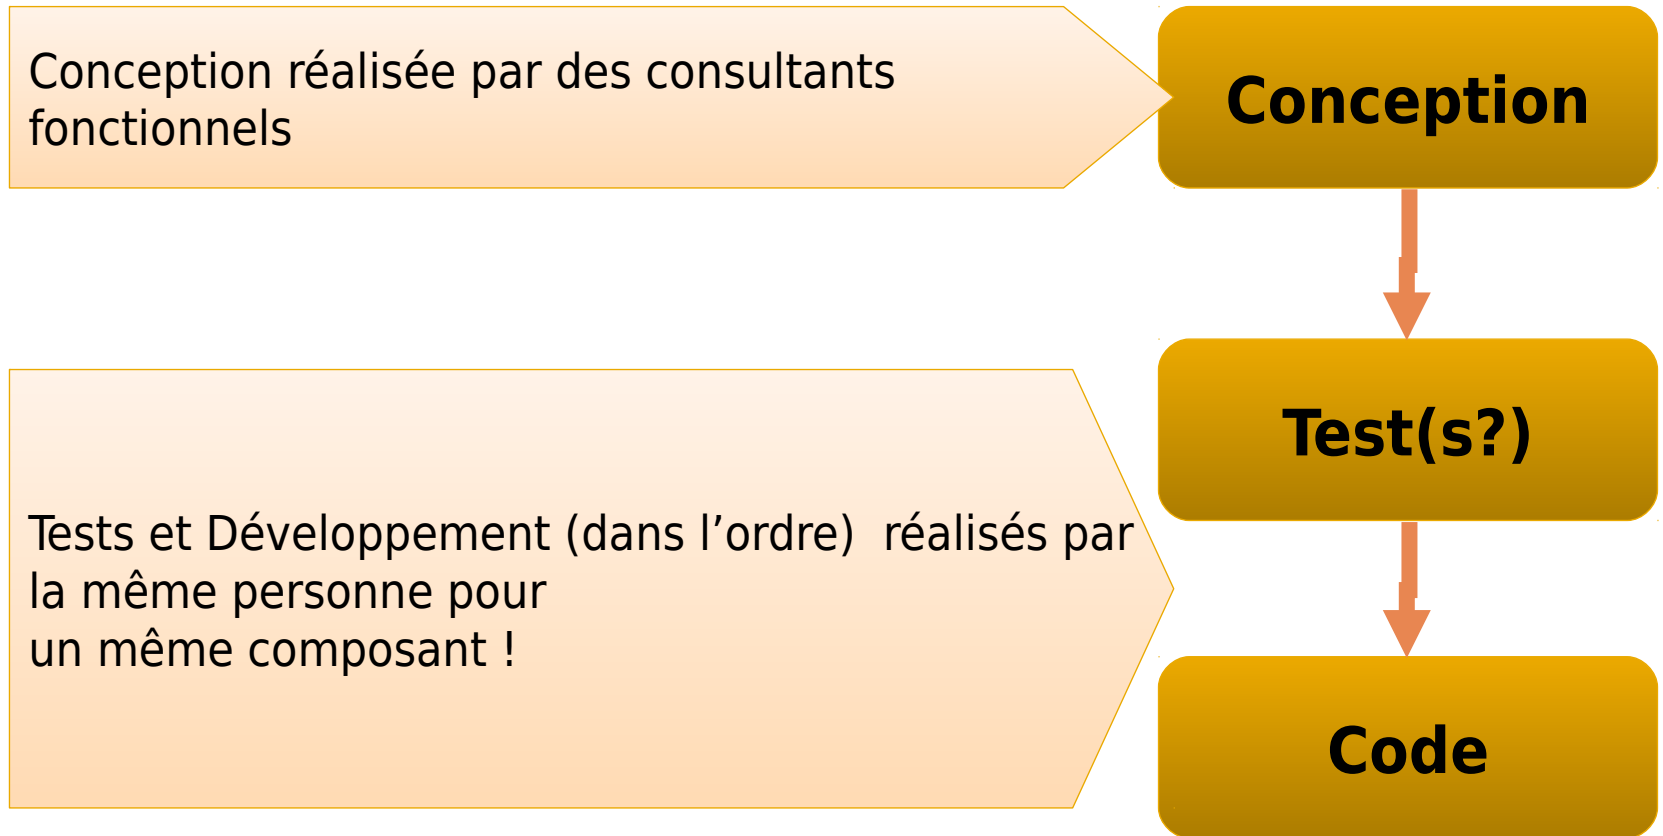 Conception réalisée par des consultants
fonctionnels
Conception
Test(s?)
Tests et Développement (dans l’ordre)  réalisés par
la même personne pour
un même composant !
Code